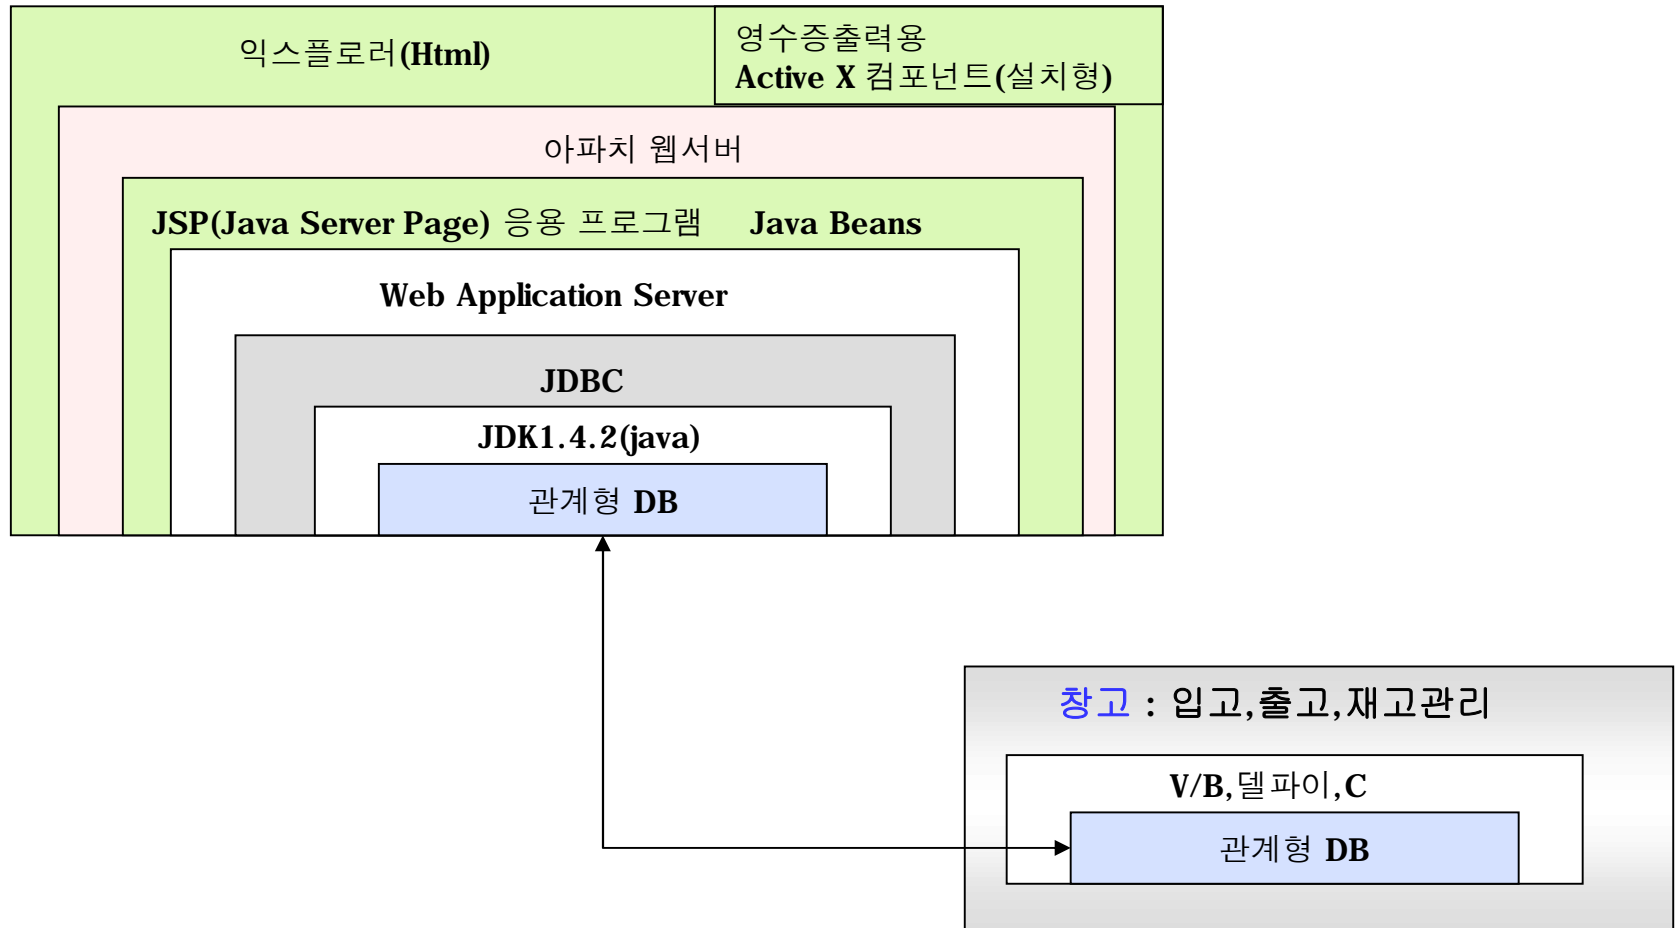 익스플로러(Html)
영수증출력용
Active X 컴포넌트(설치형)
아파치 웹서버
JSP(Java Server Page) 응용 프로그램 Java Beans
Web Application Server
JDBC
JDK1.4.2(java)
관계형 DB
창고 : 입고,출고,재고관리
V/B,델파이,C
관계형 DB